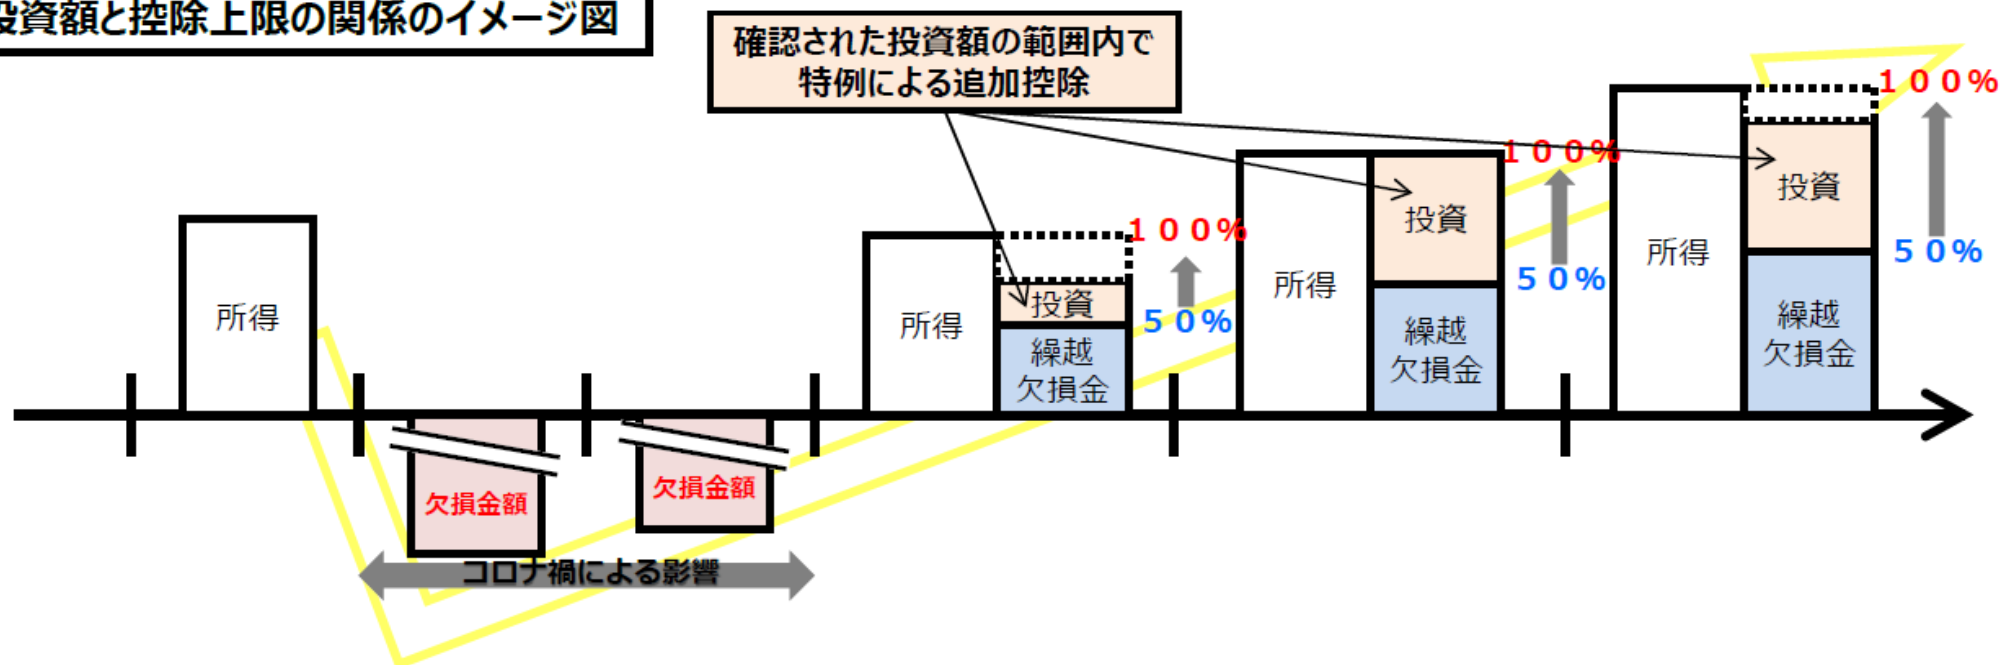 投資額と控除上限の関係のイメージ図
確認された投資額の範囲内で
特例による追加控除
所得
欠損金額
欠損金額
コロナ禍による影響
所得
投資
繰越
欠損金
１００%
５０%
所得
投資
繰越
欠損金
１００%
５０%
所得
投資
繰越
欠損金
１００%
５０%